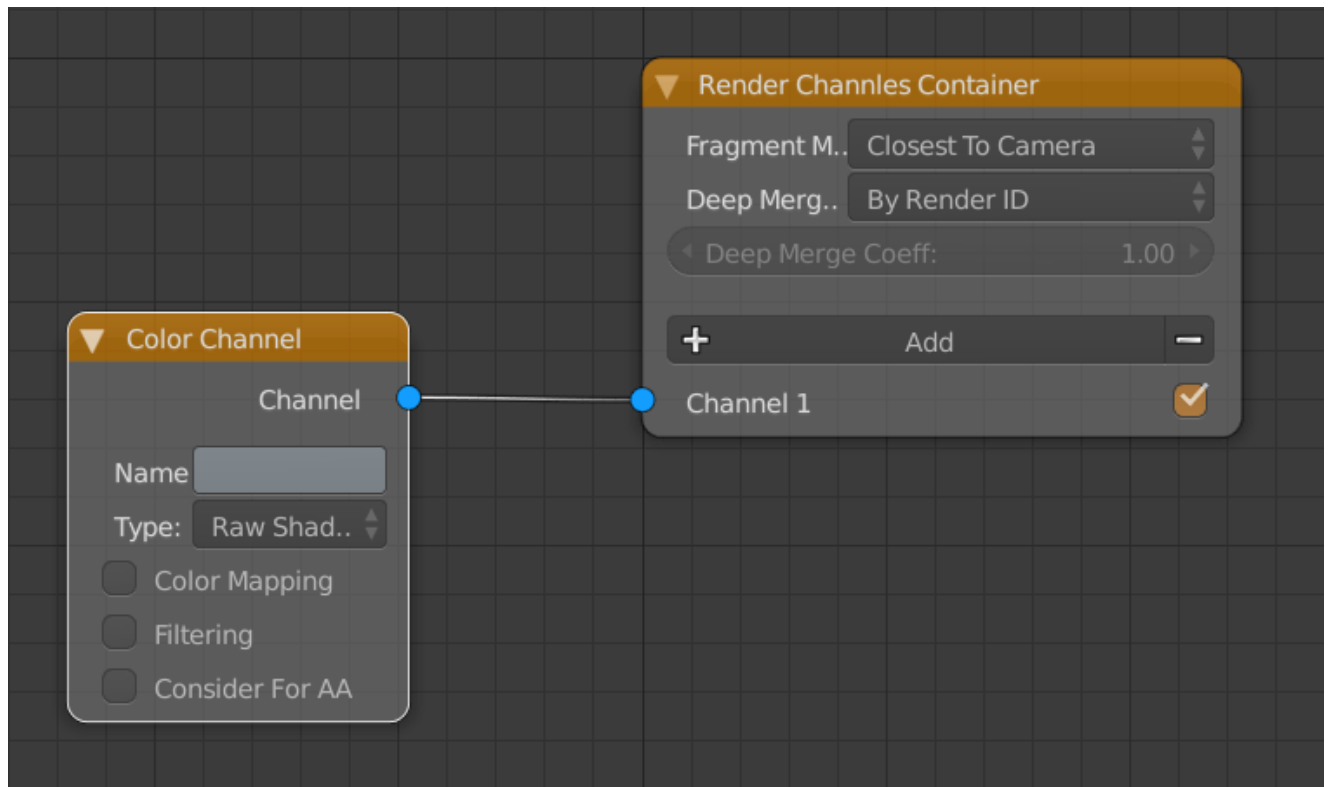 Render Channles Container
Fragment M.. Closest To Camera
Deep Merg.. By Render ID
Deep Merge Coeff: 1.00
Add
Channel 1
Color Channel
Channel
Name
Type: Raw Shad..
Color Mapping
Filtering
Consider For AA